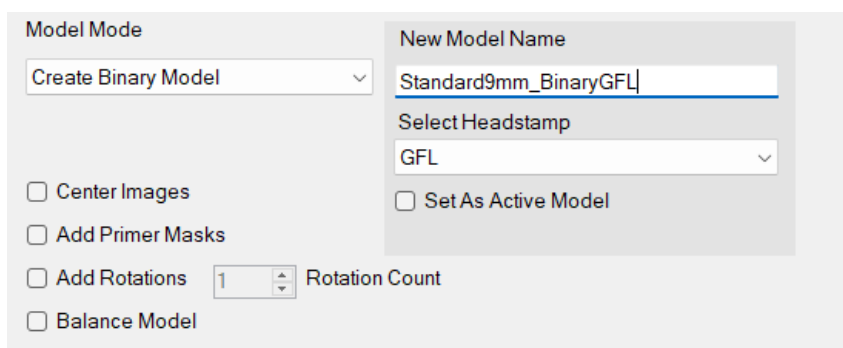 Model Mode
Create Binary Model
New Model Name
Standard9mm_BinaryGFL
Select Headstamp
GFL
Set As Active Model
Center Images
Add Primer Masks
Add Rotations 1 Rotation Count
Balance Model